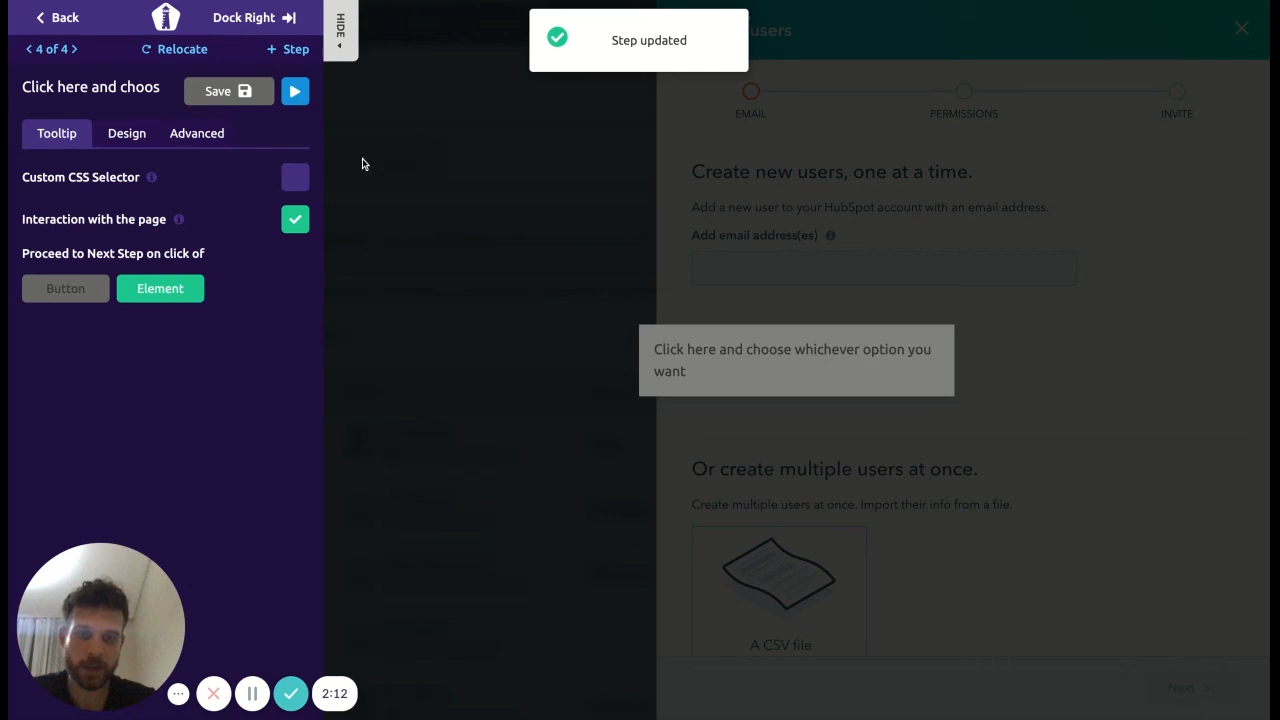 Back
Dock Right
HIDE
4 of 4
Relocate
+ Step
Click here and choos
Save
Tooltip
Design
Advanced
Custom CSS Selector
Interaction with the page
Proceed to Next Step on click of
Button
Element
2:12
Step updated
users
EMAIL
PERMISSIONS
INVITE
Create new users, one at a time.
Add a new user to your HubSpot account with an email address.
Add email address(es)
Click here and choose whichever option you
want
Or create multiple users at once.
Create multiple users at once. Import their info from a file.
A CSV file
Next